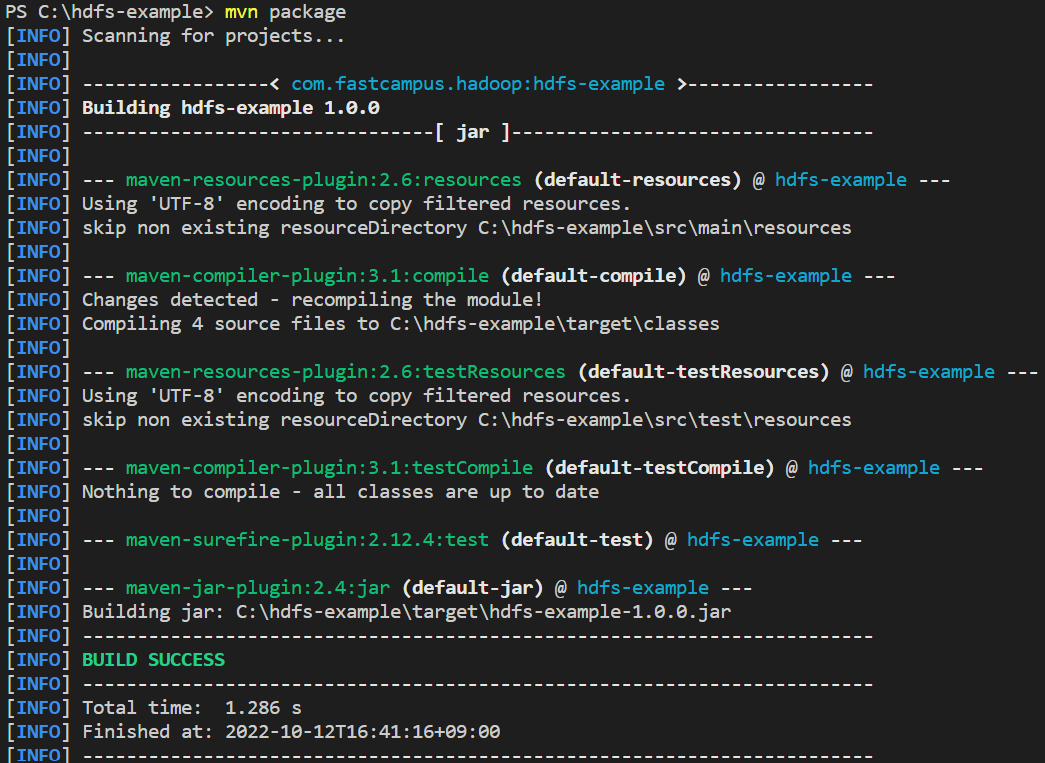 PS C:\hdfs-example> mvn package
[INFO] Scanning for projects...
[INFO]
[INFO] -----------------< com.fastcampus.hadoop:hdfs-example >-----------------
[INFO] Building hdfs-example 1.0.0
[INFO] --------------------------------[ jar ]---------------------------------
[INFO]
[INFO] --- maven-resources-plugin:2.6:resources (default-resources) @ hdfs-example ---
[INFO] Using 'UTF-8' encoding to copy filtered resources.
[INFO] skip non existing resourceDirectory C:\hdfs-example\src\main\resources
[INFO]
[INFO] --- maven-compiler-plugin:3.1:compile (default-compile) @ hdfs-example ---
[INFO] Changes detected - recompiling the module!
[INFO] Compiling 4 source files to C:\hdfs-example\target\classes
[INFO]
[INFO] --- maven-resources-plugin:2.6:testResources (default-testResources) @ hdfs-example ---
[INFO] Using 'UTF-8' encoding to copy filtered resources.
[INFO] skip non existing resourceDirectory C:\hdfs-example\src\test\resources
[INFO]
[INFO] --- maven-compiler-plugin:3.1:testCompile (default-testCompile) @ hdfs-example ---
[INFO] Nothing to compile - all classes are up to date
[INFO]
[INFO] --- maven-surefire-plugin:2.12.4:test (default-test) @ hdfs-example ---
[INFO]
[INFO] --- maven-jar-plugin:2.4:jar (default-jar) @ hdfs-example ---
[INFO] Building jar: C:\hdfs-example\target\hdfs-example-1.0.0.jar
[INFO] ------------------------------------------------------------------------
[INFO] BUILD SUCCESS
[INFO] ------------------------------------------------------------------------
[INFO] Total time:  1.286 s
[INFO] Finished at: 2022-10-12T16:41:16+09:00
[INFO] ------------------------------------------------------------------------